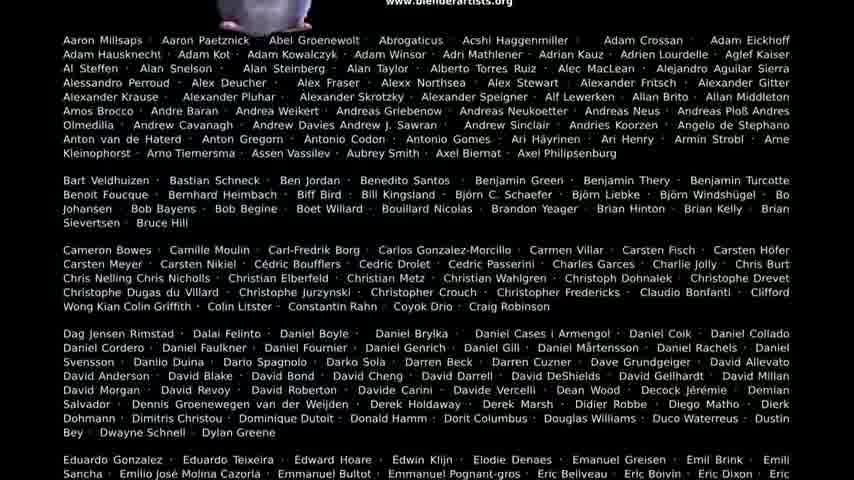 www.blenderartists.org
Aaron Millsaps · Aaron Paetznick · Abel Groenewolt · Abrogaticus · Acshi Haggenmiller · Adam Crossan · Adam Eickhoff
Adam Hausknecht · Adam Kot · Adam Kowalczyk · Adam Winsor · Adri Mathlener · Adrian Kauz · Adrien Lourdelle · Aglef Kaiser
Al Steffen · Alan Snelson · Alan Steinberg · Alan Taylor · Alberto Torres Ruiz · Alec MacLean · Alejandro Aguilar Sierra
Alessandro Perroud · Alex Deucher · Alex Fraser · Alexx Northsea · Alex Stewart · Alexander Fritsch · Alexander Gitter
Alexander Krause · Alexander Pluhar · Alexander Skrotzky · Alexander Speigner · Alf Lewerken · Allan Brito · Allan Middleton
Amos Brocco · Andre Baran · Andrea Weikert · Andreas Griebenow · Andreas Neukoetter · Andreas Neus · Andreas Ploß Andres
Olmedilla · Andrew Cavanagh · Andrew Davies Andrew J. Sawran · Andrew Sinclair · Andries Koorzen · Angelo de Stephano
Anton van de Haterd · Anton Gregorn · Antonio Codon · Antonio Gomes · Ari Häyrinen · Ari Henry · Armin Strobl · Arne
Kleinophorst · Arno Tiemersma · Assen Vassilev · Aubrey Smith · Axel Biernat · Axel Philipsenburg
Bart Veldhuizen · Bastian Schneck · Ben Jordan · Benedito Santos · Benjamin Green · Benjamin Thery · Benjamin Turcotte
Benoit Foucque · Bernhard Heimbach · Biff Bird · Bill Kingsland · Björn C. Schaefer · Björn Liebke · Björn Windshügel · Bo
Johansen · Bob Bayens · Bob Begine · Boet Willard · Bouillard Nicolas · Brandon Yeager · Brian Hinton · Brian Kelly · Brian
Sievertsen · Bruce Hill
Cameron Bowes · Camille Moulin · Carl-Fredrik Borg · Carlos Gonzalez-Morcillo · Carmen Villar · Carsten Fisch · Carsten Höfer
Carsten Meyer · Carsten Nikiel · Cédric Boufflers · Cedric Drolet · Cedric Passerini · Charles Garces · Charlie Jolly · Chris Burt
Chris Nelling Chris Nicholls · Christian Elberfeld · Christian Metz · Christian Wahlgren · Christoph Dohnalek · Christophe Drevet
Christophe Dugas du Villard · Christophe Jurzynski · Christopher Crouch · Christopher Fredericks · Claudio Bonfanti · Clifford
Wong Kian Colin Griffith · Colin Litster · Constantin Rahn · Coyok Drio · Craig Robinson
Dag Jensen Rimstad · Dalai Felinto · Daniel Boyle · Daniel Brylka · Daniel Cases i Armengol · Daniel Coik · Daniel Collado
Daniel Cordero · Daniel Faulkner · Daniel Fournier · Daniel Genrich · Daniel Gill · Daniel Mårtensson · Daniel Rachels · Daniel
Svensson · Danilo Duina · Dario Spagnolo · Darko Sola · Darren Beck · Darren Cuzner · Dave Grundgeiger · David Allevato
David Anderson · David Blake · David Bond · David Cheng · David Darrell · David DeShields · David Gellhardt · David Millan
David Morgan · David Revoy · David Roberton · Davide Carini · Davide Vercelli · Dean Wood · Decock Jérémie · Demian
Salvador · Dennis Groenewegen van der Weijden · Derek Holdaway · Derek Marsh · Didier Robbe · Diego Matho · Dierk
Dohmann · Dimitris Christou · Dominique Dutoit · Donald Hamm · Dorit Columbus · Douglas Williams · Duco Waterreus · Dustin
Bey · Dwayne Schnell · Dylan Greene
Eduardo Gonzalez · Eduardo Teixeira · Edward Hoare · Edwin Klijn · Elodie Denaes · Emanuel Greisen · Emil Brink · Emili
Sancha · Emilio José Molina Cazorla · Emmanuel Bultot · Emmanuel Pognant-gros · Eric Bellveau · Eric Boivin · Eric Dixon · Eric